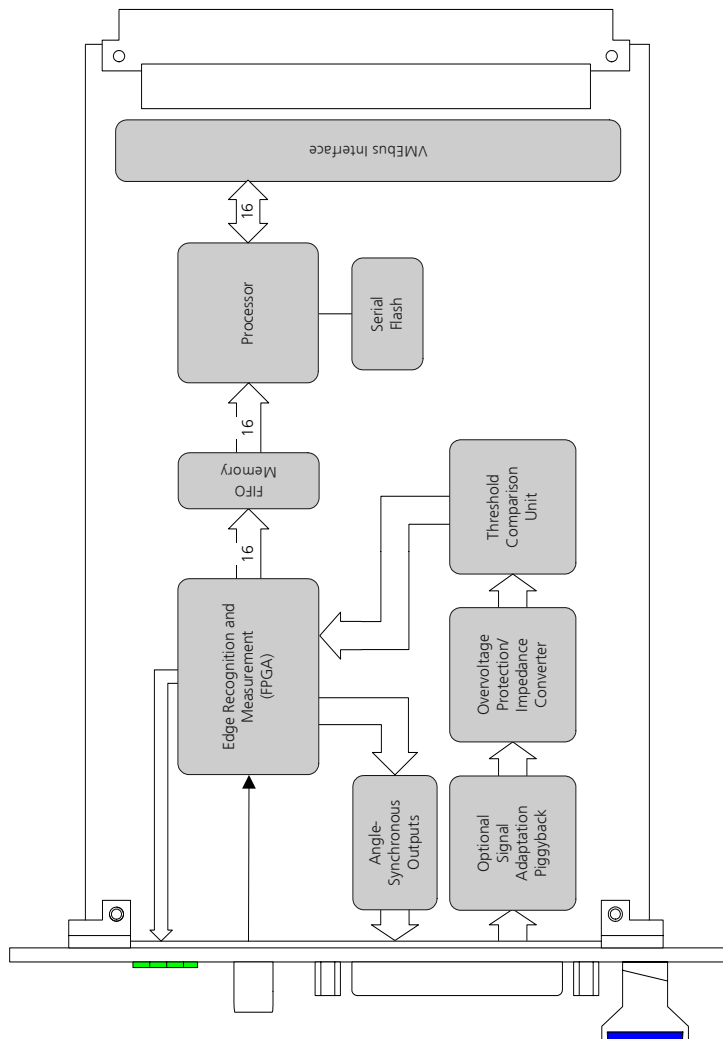 VMEbus Interface
16
Processor
Serial
Flash
16
FIFO
Memory
16
Edge Recognition and
Measurement
(FPGA)
Threshold
Comparison
Unit
Overvoltage
Protection/
Impedance
Converter
Angle-
Synchronous
Outputs
Optional
Signal
Adaptation
Piggyback